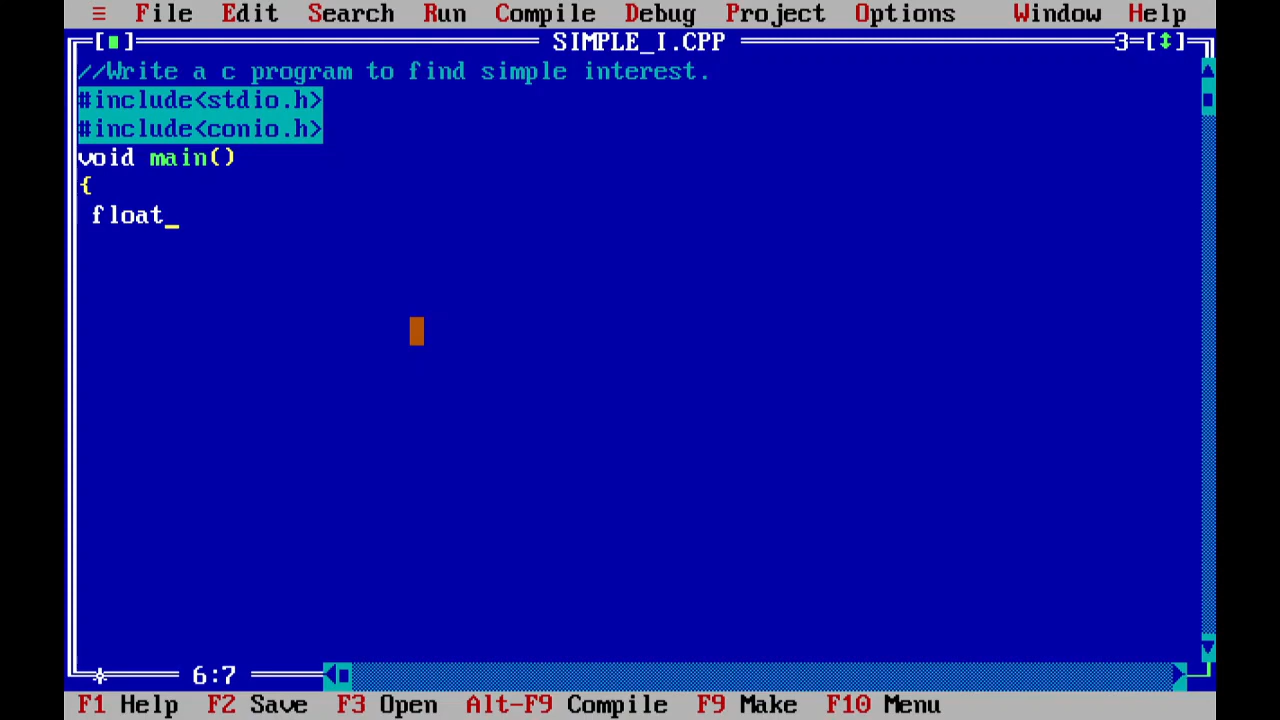 ≡ File Edit Search Run Compile Debug Project Options Window Help
[■] SIMPLE_I.CPP 3=[↕]
//Write a c program to find simple interest.
#include<stdio.h>
#include<conio.h>
void main()
{
float_
6:7
F1 Help F2 Save F3 Open Alt-F9 Compile F9 Make F10 Menu